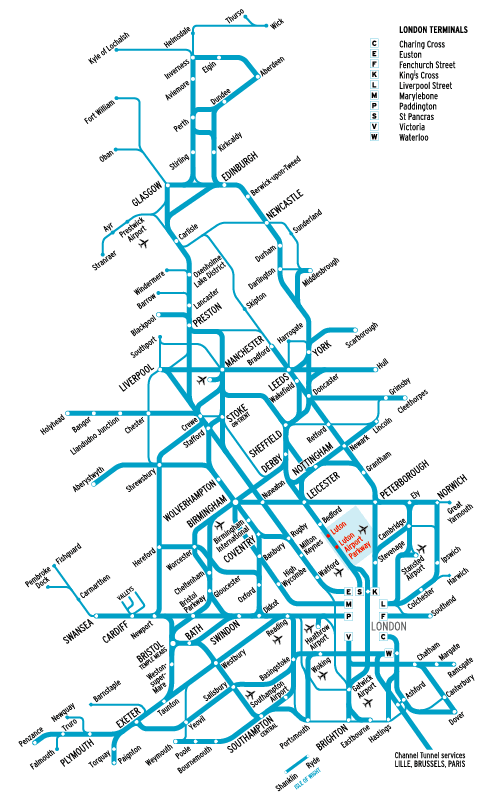 Thurso
Wick
Helmsdale
Kyle of Lochalsh
Inverness
Elgin
Aviemore
Aberdeen
Dundee
Fort William
Perth
Oban
Stirling
Kirkcaldy
EDINBURGH
GLASGOW
Berwick-upon-Tweed
NEWCASTLE
Ayr
Prestwick
Airport
Stranraer
Carlisle
Sunderland
Durham
Darlington
Middlesbrough
Windermere
Oxenholme
Lake District
Barrow
Lancaster
Skipton
Blackpool
PRESTON
Harrogate
Scarborough
Southport
MANCHESTER
Bradford
YORK
LIVERPOOL
LEEDS
Wakefield
Hull
Doncaster
Grimsby
Cleethorpes
Holyhead
Bangor
Llandudno Junction
Chester
Crewe
STOKE
ON-TRENT
Stafford
SHEFFIELD
Retford
Lincoln
Newark
DERBY
NOTTINGHAM
Grantham
Aberystwyth
Shrewsbury
WOLVERHAMPTON
BIRMINGHAM
Nuneaton
LEICESTER
PETERBOROUGH
Ely
NORWICH
Great
Yarmouth
Birmingham
International
COVENTRY
Rugby
Bedford
Luton
Luton
Airport
Parkway
Cambridge
Stevenage
Stansted
Airport
Ipswich
Harwich
Colchester
Southend
Hereford
Worcester
Banbury
Milton
Keynes
Watford
High
Wycombe
Cheltenham
Gloucester
Oxford
Didcot
Fishguard
Pembroke
Dock
Carmarthen
VALLEYS
SWANSEA
CARDIFF
Newport
Bristol
Parkway
BATH
SWINDON
Reading
Heathrow
Airport
E
S
K
M
P
V
L
F
C
W
LONDON
BRISTOL
TEMPLE MEADS
Weston-
super-
Mare
Westbury
Basingstoke
Woking
Gatwick
Airport
Chatham
Margate
Ramsgate
Canterbury
Dover
Ashford
Hastings
Eastbourne
BRIGHTON
Portsmouth
Southampton
Airport
SOUTHAMPTON
CENTRAL
Salisbury
Taunton
Yeovil
Barnstaple
EXETER
Newquay
Truro
Penzance
Falmouth
PLYMOUTH
Torquay
Paignton
Weymouth
Poole
Bournemouth
Ryde
Shanklin
ISLE OF WIGHT
Channel Tunnel services
LILLE, BRUSSELS, PARIS
LONDON TERMINALS
C Charing Cross
E Euston
F Fenchurch Street
K King's Cross
L Liverpool Street
M Marylebone
P Paddington
S St Pancras
V Victoria
W Waterloo